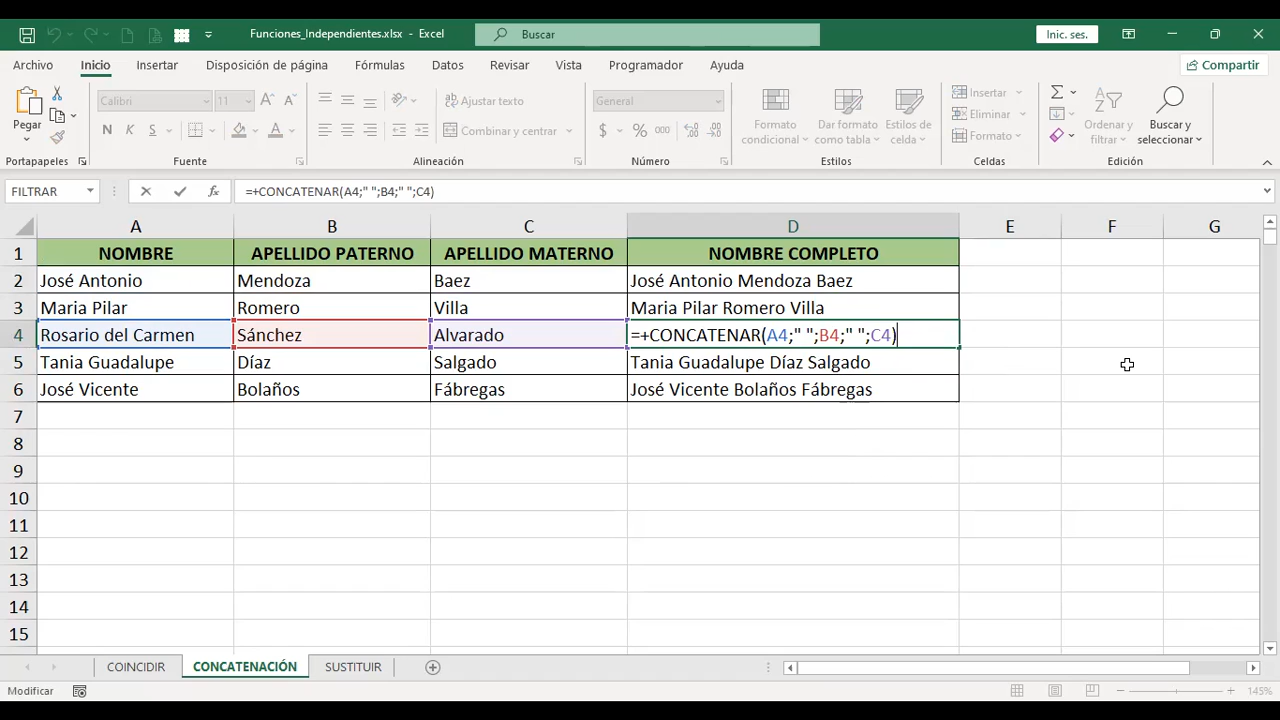 Funciones_Independientes.xlsx - Excel
Buscar
Inic. ses.
Archivo Inicio Insertar Disposición de página Fórmulas Datos Revisar Vista Programador Ayuda Compartir
Pegar
Calibri 11
N K S
Ajustar texto
Combinar y centrar
General
$ % 000
Formato condicional
Dar formato como tabla
Estilos de celda
Insertar
Eliminar
Formato
Ordenar y filtrar
Buscar y seleccionar
Portapapeles Fuente Alineación Número Estilos Celdas Edición
FILTRAR fx =+CONCATENAR(A4;" ";B4;" ";C4)
A B C D E F G
1 NOMBRE APELLIDO PATERNO APELLIDO MATERNO NOMBRE COMPLETO
2 José Antonio Mendoza Baez José Antonio Mendoza Baez
3 Maria Pilar Romero Villa Maria Pilar Romero Villa
4 Rosario del Carmen Sánchez Alvarado =+CONCATENAR(A4;" ";B4;" ";C4)
5 Tania Guadalupe Díaz Salgado Tania Guadalupe Díaz Salgado
6 José Vicente Bolaños Fábregas José Vicente Bolaños Fábregas
7
8
9
10
11
12
13
14
15
COINCIDIR CONCATENACIÓN SUSTITUIR
Modificar 145%